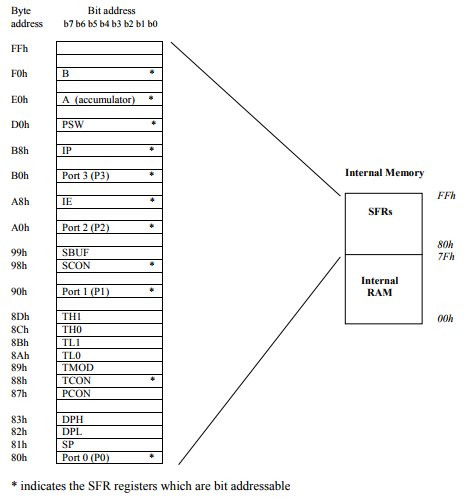 Byte address
Bit address
b7 b6 b5 b4 b3 b2 b1 b0
FFh
F0h B *
E0h A (accumulator) *
D0h PSW *
B8h IP *
B0h Port 3 (P3) *
A8h IE *
A0h Port 2 (P2) *
99h SBUF
98h SCON *
90h Port 1 (P1) *
8Dh TH1
8Ch TH0
8Bh TL1
8Ah TL0
89h TMOD
88h TCON *
87h PCON
83h DPH
82h DPL
81h SP
80h Port 0 (P0) *
Internal Memory
FFh
SFRs
80h
7Fh
Internal
RAM
00h
* indicates the SFR registers which are bit addressable